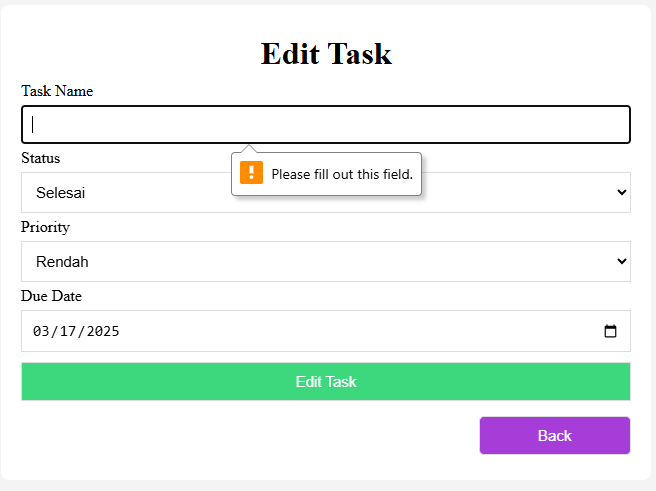 Edit Task
Task Name
Please fill out this field.
Status
Selesai
Priority
Rendah
Due Date
03/17/2025
Edit Task
Back